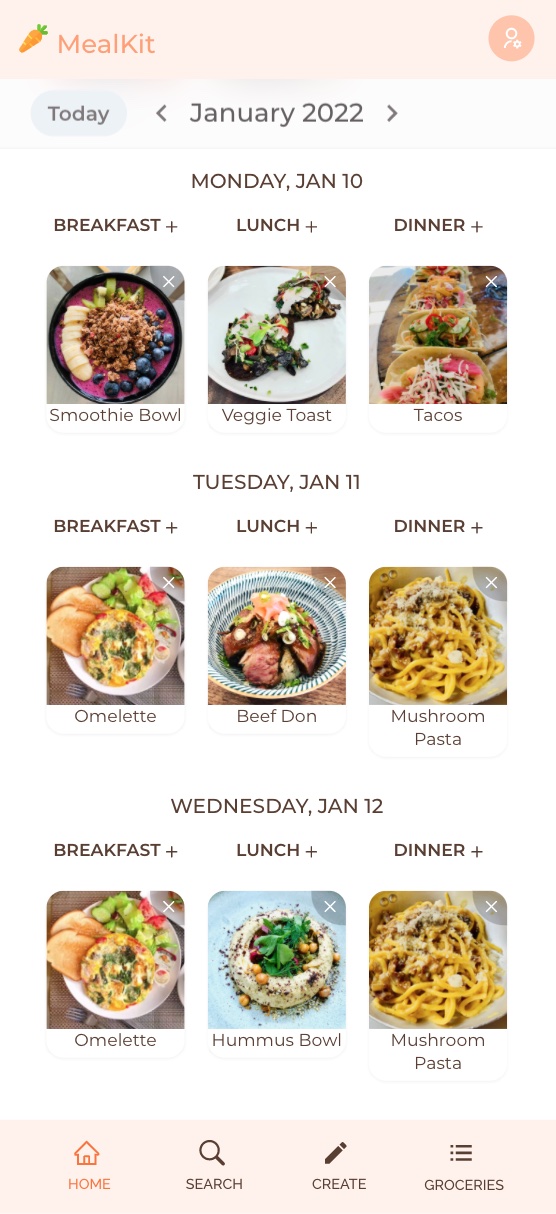 MealKit
Today
January 2022
MONDAY, JAN 10
BREAKFAST +
LUNCH +
DINNER +
Smoothie Bowl
Veggie Toast
Tacos
TUESDAY, JAN 11
BREAKFAST +
LUNCH +
DINNER +
Omelette
Beef Don
Mushroom
Pasta
WEDNESDAY, JAN 12
BREAKFAST +
LUNCH +
DINNER +
Omelette
Hummus Bowl
Mushroom
Pasta
HOME
SEARCH
CREATE
GROCERIES